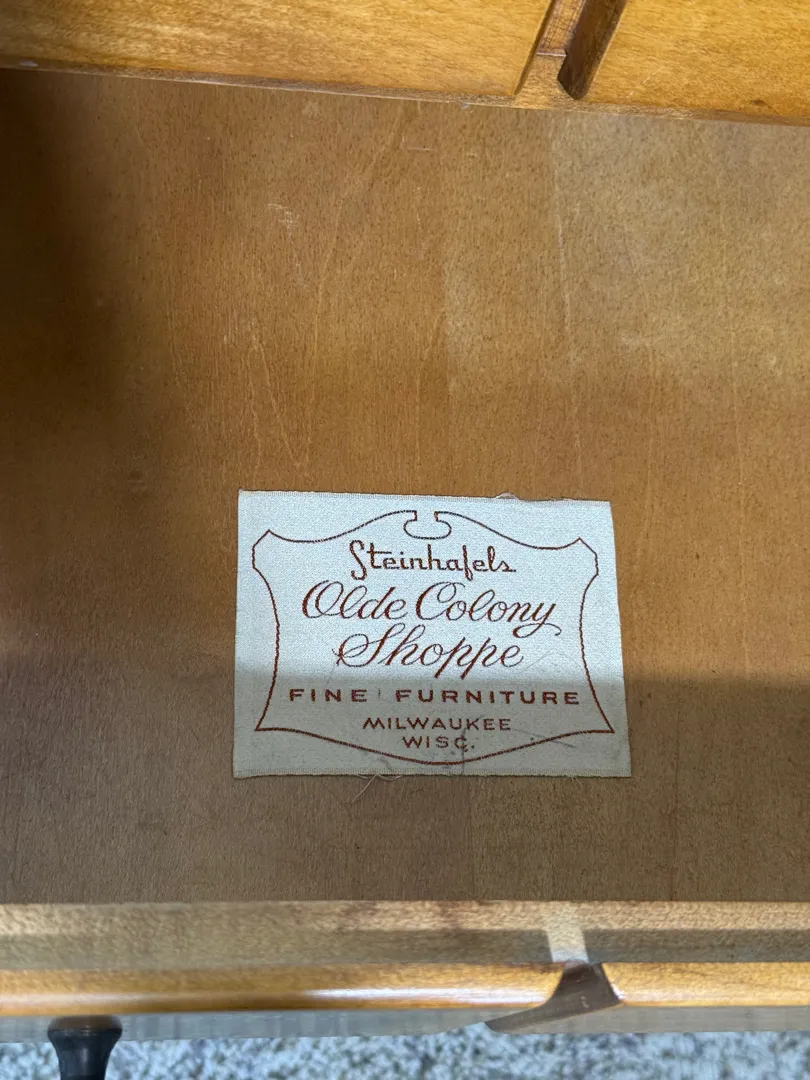 Steinhafels
Olde Colony
Shoppe
FINE FURNITURE
MILWAUKEE
WISC.